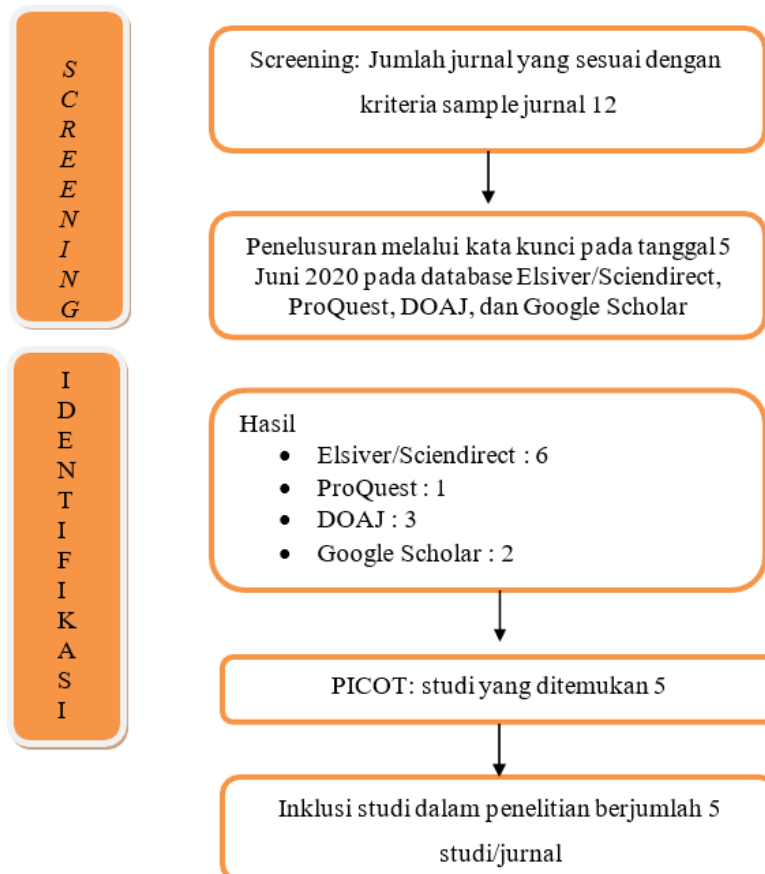 SCREENING
Screening: Jumlah jurnal yang sesuai dengan
kriteria sample jurnal 12
Penelusuran melalui kata kunci pada tanggal 5
Juni 2020 pada database Elsiver/Sciendirect,
ProQuest, DOAJ, dan Google Scholar
IDENTIFIKASI
Hasil
• Elsiver/Sciendirect : 6
• ProQuest : 1
• DOAJ : 3
• Google Scholar : 2
PICOT: studi yang ditemukan 5
Inklusi studi dalam penelitian berjumlah 5
studi/jurnal